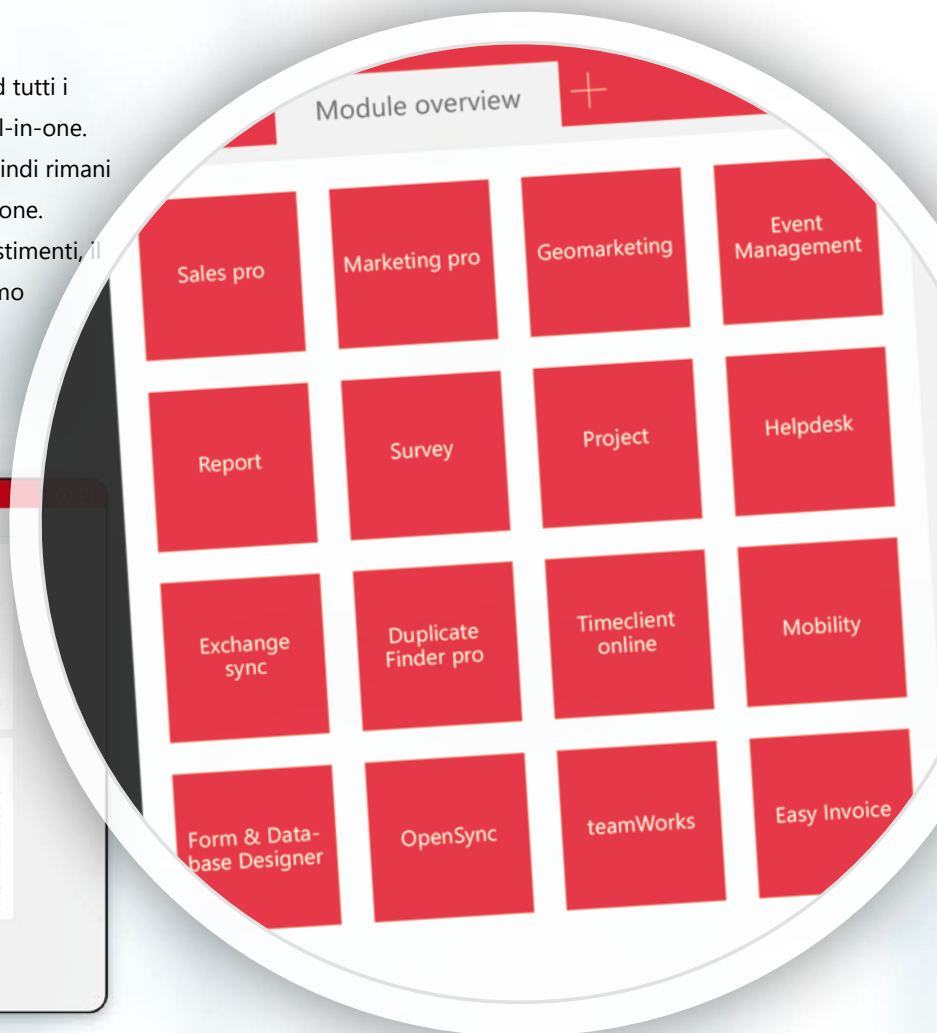 d tutti i
l-in-one.
indi rimani
one.
stimenti, il
mo
Module overview
Sales pro
Marketing pro
Geomarketing
Event
Management
Report
Survey
Project
Helpdesk
Exchange
sync
Duplicate
Finder pro
Timeclient
online
Mobility
Form & Data-
base Designer
OpenSync
teamWorks
Easy Invoice